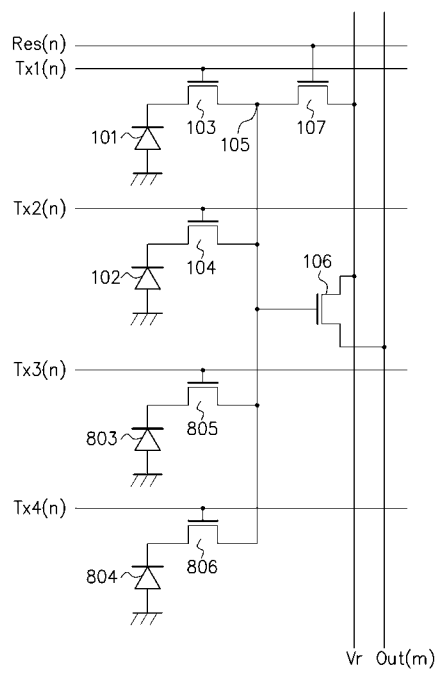 Res(n)
Tx1(n)
101
103
105
107
Tx2(n)
102
104
106
Tx3(n)
803
805
Tx4(n)
804
806
Vr Out(m)